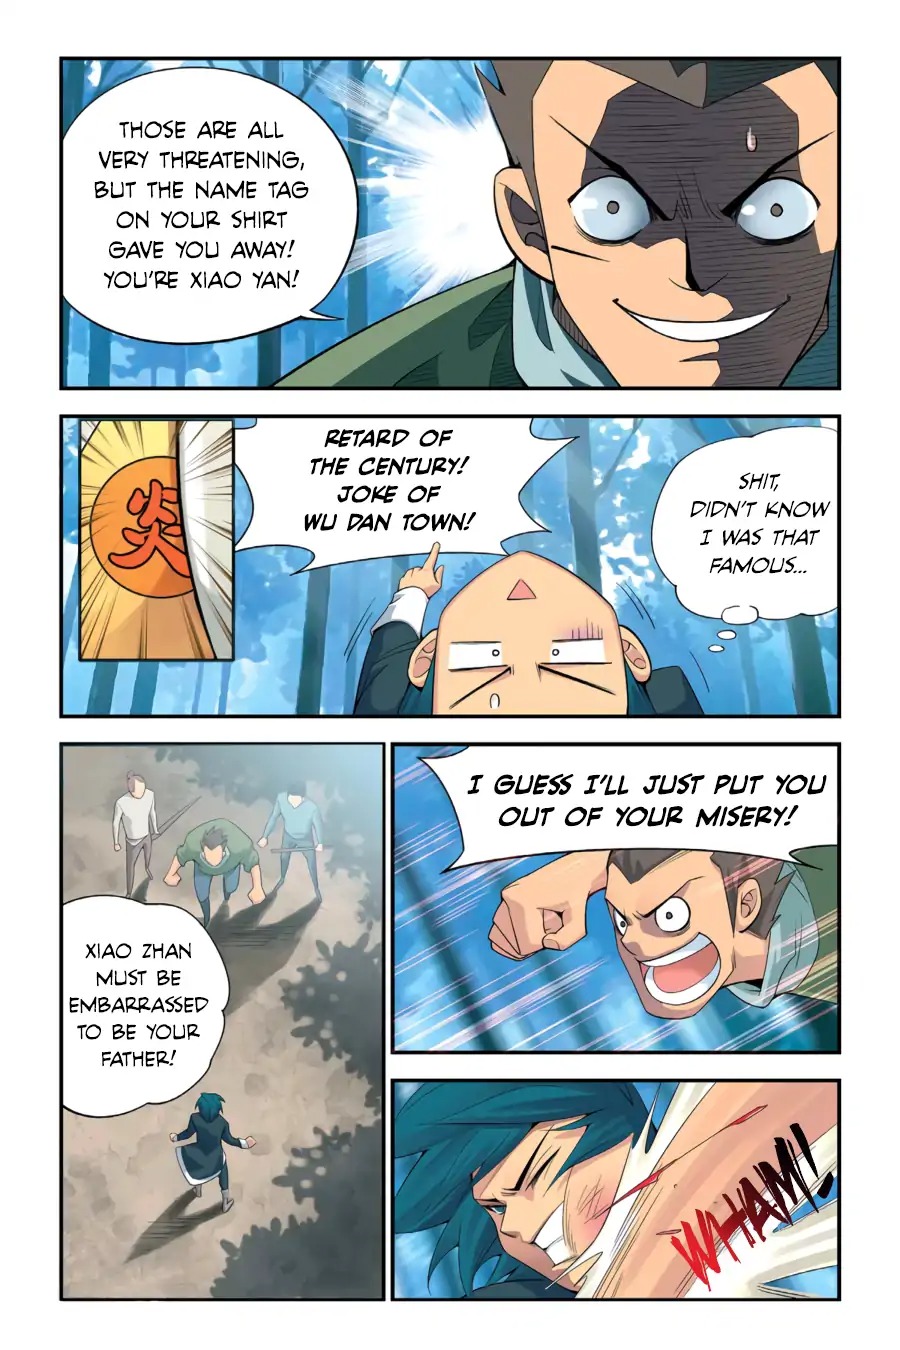 THOSE ARE ALL
VERY THREATENING,
BUT THE NAME TAG
ON YOUR SHIRT
GAVE YOU AWAY!
YOU'RE XIAO YAN!
炎
RETARD OF
THE CENTURY!
JOKE OF
WU DAN TOWN!
SHIT,
DIDN'T KNOW
I WAS THAT
FAMOUS...
XIAO ZHAN
MUST BE
EMBARRASSED
TO BE YOUR
FATHER!
I GUESS I'LL JUST PUT YOU
OUT OF YOUR MISERY!
WHAM!